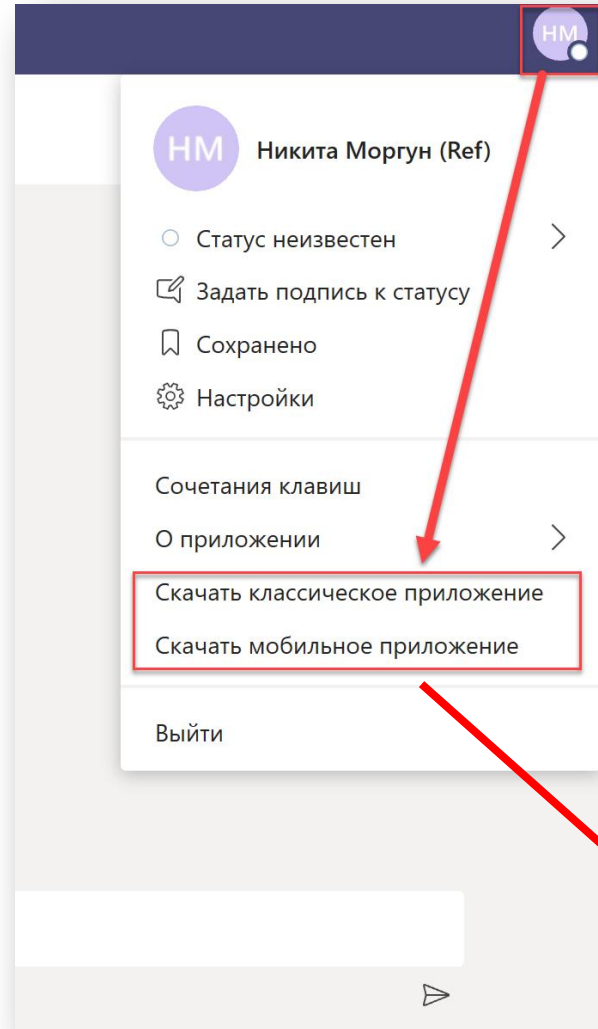 НМ
НМ
Никита Моргун (Ref)
Статус неизвестен
Задать подпись к статусу
Сохранено
Настройки
Сочетания клавиш
О приложении
Скачать классическое приложение
Скачать мобильное приложение
Выйти